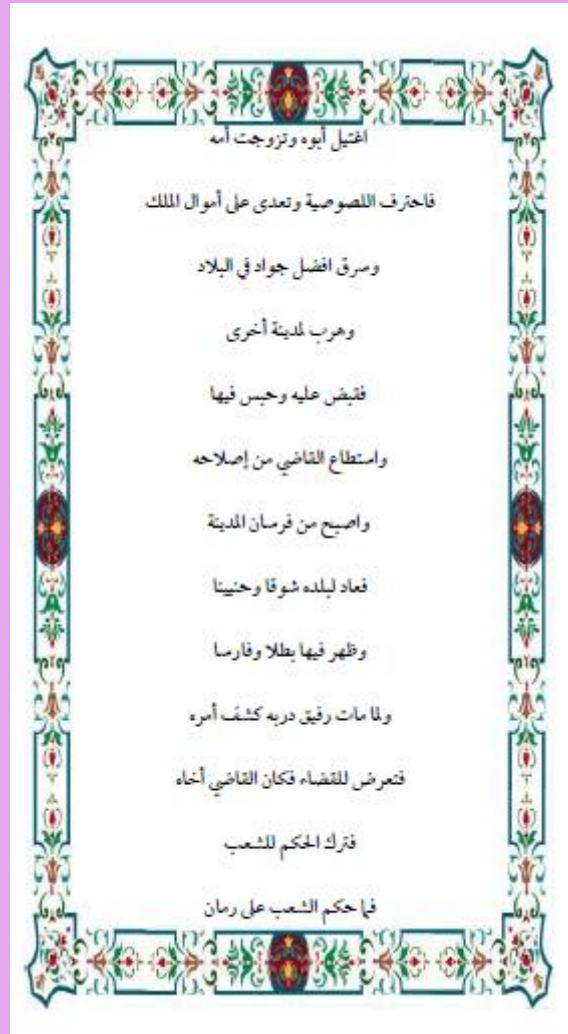 اغتيل أبوه وتزوجت أمه
فاحترف اللصوصية وتعدى على أموال الملك
وسرق افضل جواد في البلاد
وهرب لمدينة أخرى
فقبض عليه وحبس فيها
واستطاع القاضي من إصلاحه
واصبح من فرسان المدينة
فعاد لبلده شوقا وحنيينا
وظهر فيها بطلا وفارسا
ولما مات رفيق دربه كشف أمره
فتعرض للقضاء فكان القاضي أخاه
فترك الحكم للشعب
فما حكم الشعب على رمان